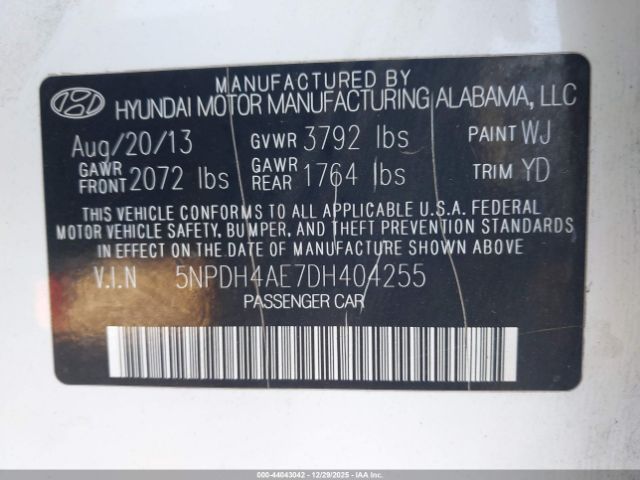 MANUFACTURED BY
HYUNDAI MOTOR MANUFACTURING ALABAMA, LLC
Aug/20/13 GVWR 3792 lbs PAINT WJ
GAWR FRONT 2072 lbs GAWR REAR 1764 lbs TRIM YD
THIS VEHICLE CONFORMS TO ALL APPLICABLE U.S.A. FEDERAL
MOTOR VEHICLE SAFETY, BUMPER, AND THEFT PREVENTION STANDARDS
IN EFFECT ON THE DATE OF MANUFACTURE SHOWN ABOVE
V.I.N 5NPDH4AE7DH404255
PASSENGER CAR
000-44043042 - 12/29/2025 - IAAI.COM